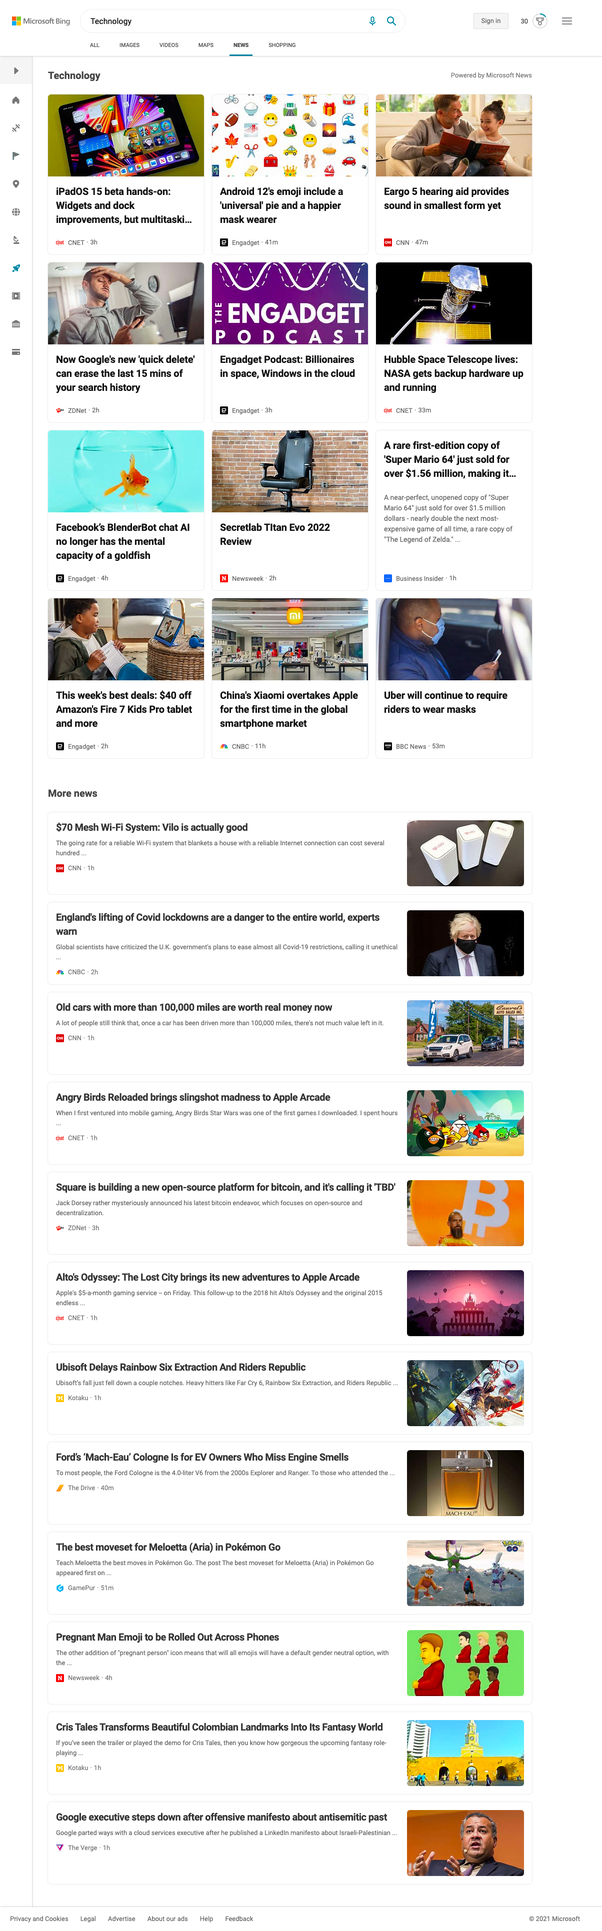 Microsoft Bing
Technology
Sign in
30
ALL
IMAGES
VIDEOS
MAPS
NEWS
SHOPPING
Technology
Powered by Microsoft News
iPadOS 15 beta hands-on:
Widgets and dock
improvements, but multitaski...
CNET · 3h
Android 12's emoji include a
'universal' pie and a happier
mask wearer
Engadget · 41m
Eargo 5 hearing aid provides
sound in smallest form yet
CNN · 47m
Now Google's new 'quick delete'
can erase the last 15 mins of
your search history
ZDNet · 2h
THE ENGADGET
PODCAST
Engadget Podcast: Billionaires
in space, Windows in the cloud
Engadget · 3h
Hubble Space Telescope lives:
NASA gets backup hardware up
and running
CNET · 33m
Facebook's BlenderBot chat AI
no longer has the mental
capacity of a goldfish
Engadget · 4h
Secretlab TItan Evo 2022
Review
Newsweek · 2h
A rare first-edition copy of
'Super Mario 64' just sold for
over $1.56 million, making it...
A near-perfect, unopened copy of "Super
Mario 64" just sold for over $1.5 million
dollars - nearly double the next most-
expensive game of all time, a rare copy of
"The Legend of Zelda." ...
Business Insider · 1h
This week's best deals: $40 off
Amazon's Fire 7 Kids Pro tablet
and more
Engadget · 2h
China's Xiaomi overtakes Apple
for the first time in the global
smartphone market
CNBC · 11h
Uber will continue to require
riders to wear masks
BBC News · 53m
More news
$70 Mesh Wi-Fi System: Vilo is actually good
The going rate for a reliable Wi-Fi system that blankets a house with a reliable Internet connection can cost several
hundred ...
CNN · 1h
England's lifting of Covid lockdowns are a danger to the entire world, experts
warn
Global scientists have criticized the U.K. government's plans to ease almost all Covid-19 restrictions, calling it unethical
...
CNBC · 2h
Old cars with more than 100,000 miles are worth real money now
A lot of people still think that, once a car has been driven more than 100,000 miles, there's not much value left in it.
CNN · 1h
Angry Birds Reloaded brings slingshot madness to Apple Arcade
When I first ventured into mobile gaming, Angry Birds Star Wars was one of the first games I downloaded. I spent hours
...
CNET · 1h
Square is building a new open-source platform for bitcoin, and it's calling it 'TBD'
Jack Dorsey rather mysteriously announced his latest bitcoin endeavor, which focuses on open-source and
decentralization.
ZDNet · 3h
Alto's Odyssey: The Lost City brings its new adventures to Apple Arcade
Apple's $5-a-month gaming service – on Friday. This follow-up to the 2018 hit Alto's Odyssey and the original 2015
endless ...
CNET · 1h
Ubisoft Delays Rainbow Six Extraction And Riders Republic
Ubisoft's fall just fell down a couple notches. Heavy hitters like Far Cry 6, Rainbow Six Extraction, and Riders Republic ...
Kotaku · 1h
Ford's 'Mach-Eau' Cologne Is for EV Owners Who Miss Engine Smells
To most people, the Ford Cologne is the 4.0-liter V6 from the 2000s Explorer and Ranger. To those who attended the ...
The Drive · 40m
MACH-EAU
The best moveset for Meloetta (Aria) in Pokémon Go
Teach Meloetta the best moves in Pokémon Go. The post The best moveset for Meloetta (Aria) in Pokémon Go
appeared first on ...
GamePur · 51m
Pregnant Man Emoji to be Rolled Out Across Phones
The other addition of "pregnant person" icon means that will all emojis will have a default gender neutral option, with
the ...
Newsweek · 4h
Cris Tales Transforms Beautiful Colombian Landmarks Into Its Fantasy World
If you've seen the trailer or played the demo for Cris Tales, then you know how gorgeous the upcoming fantasy role-
playing ...
Kotaku · 1h
Google executive steps down after offensive manifesto about antisemitic past
Google parted ways with a cloud services executive after he published a LinkedIn manifesto about Israeli-Palestinian ...
The Verge · 1h
Privacy and Cookies
Legal
Advertise
About our ads
Help
Feedback
© 2021 Microsoft